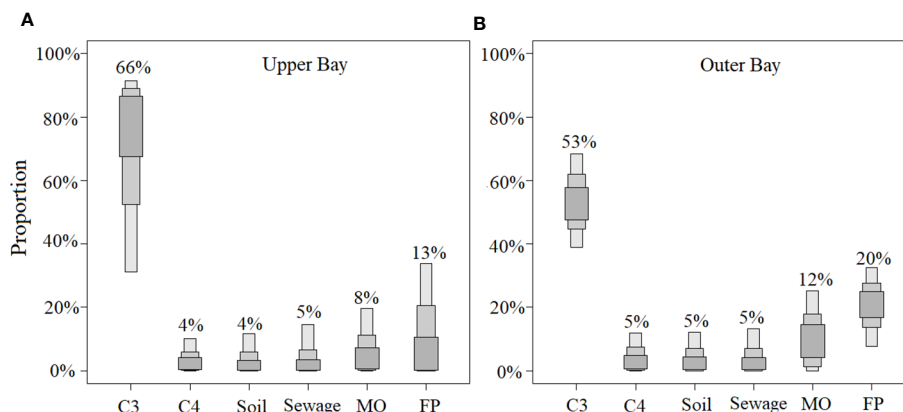 A
Upper Bay
Proportion
100%
80%
60%
40%
20%
0%
66%
4%
4%
5%
8%
13%
C3
C4
Soil
Sewage
MO
FP
B
Outer Bay
100%
80%
60%
40%
20%
0%
53%
5%
5%
5%
12%
20%
C3
C4
Soil
Sewage
MO
FP